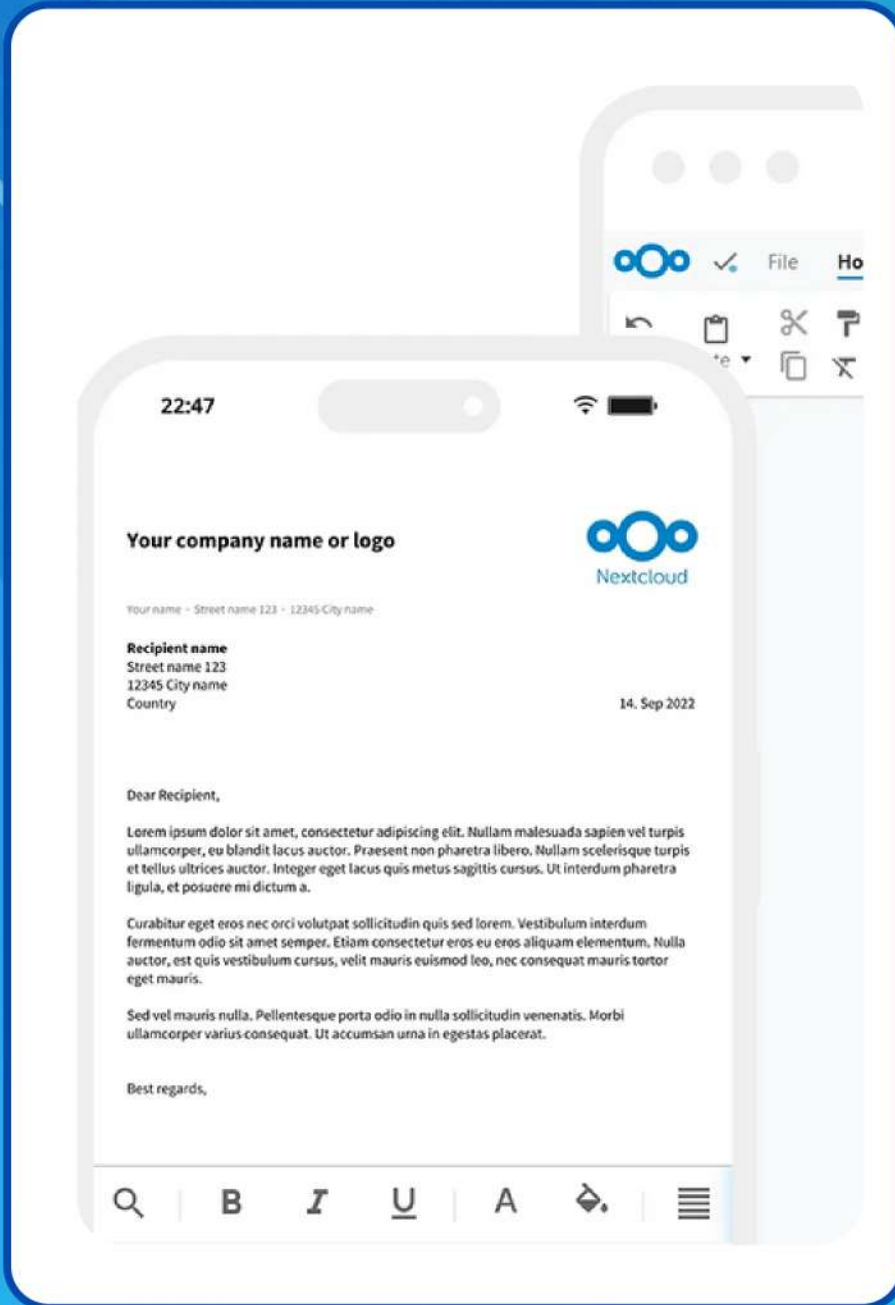 File Ho
22:47
Your company name or logo
Nextcloud
Your name - Street name 123 - 12345 City name
Recipient name
Street name 123
12345 City name
Country
14. Sep 2022
Dear Recipient,
Lorem ipsum dolor sit amet, consectetur adipiscing elit. Nullam malesuada sapien vel turpis
ullamcorper, eu blandit lacus auctor. Praesent non pharetra libero. Nullam scelerisque turpis
et tellus ultrices auctor. Integer eget lacus quis metus sagittis cursus. Ut interdum pharetra
ligula, et posuere mi dictum a.
Curabitur eget eros nec orci volutpat sollicitudin quis sed lorem. Vestibulum interdum
fermentum odio sit amet semper. Etiam consectetur eros eu eros aliquam elementum. Nulla
auctor, est quis vestibulum cursus, velit mauris euismod leo, nec consequat mauris tortor
eget mauris.
Sed vel mauris nulla. Pellentesque porta odio in nulla sollicitudin venenatis. Morbi
ullamcorper varius consequat. Ut accumsan urna in egestas placerat.
Best regards,
B I U A